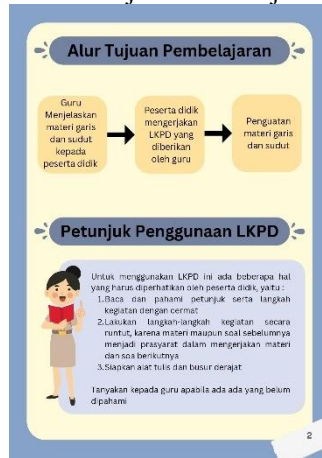 Alur Tujuan Pembelajaran
Guru
Menjelaskan
materi garis
dan sudut
kepada
peserta didik
Peserta didik
mengerjakan
LKPD yang
diberikan
oleh guru
Penguatan
materi garis
dan sudut
Petunjuk Penggunaan LKPD
Untuk menggunakan LKPD ini ada beberapa hal
yang harus diperhatikan oleh peserta didik, yaitu :
1.Baca dan pahami petunjuk serta langkah
kegiatan dengan cermat
2.Lakukan langkah-langkah kegiatan secara
runtut, karena materi maupun soal sebelumnya
menjadi prasyarat dalam mengerjakan materi
dan soa berikutnya
3.Siapkan alat tulis dan busur derajat
Tanyakan kepada guru apabila ada ada yang belum
dipahami
2